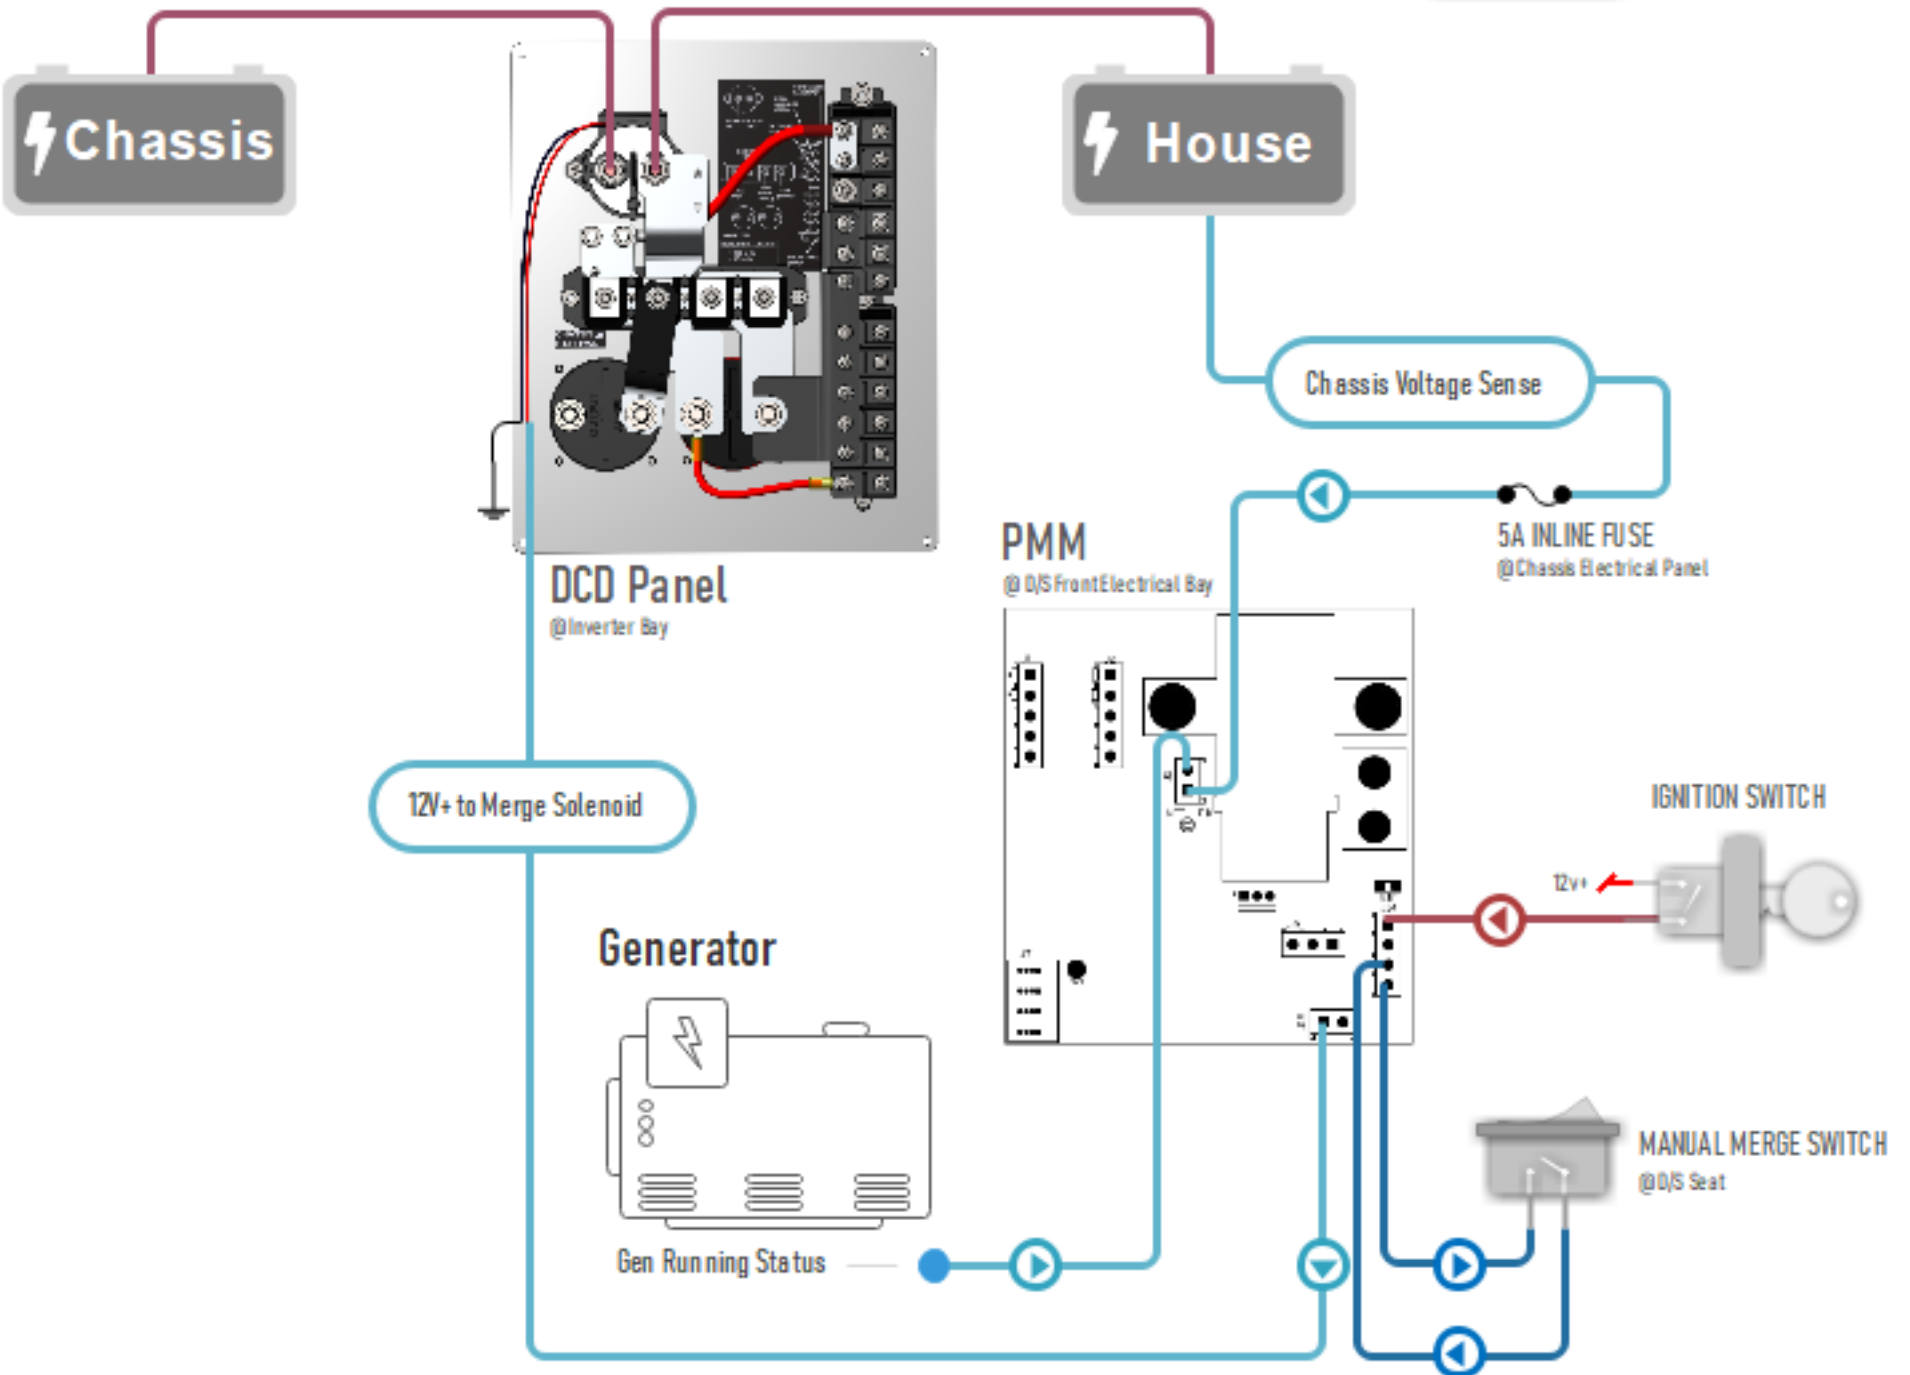 Chassis
House
Chassis Voltage Sense
5A INLINE FUSE
@Chassis Electrical Panel
PMM
@D/S Front Electrical Bay
DCD Panel
@Inverter Bay
12V+ to Merge Solenoid
IGNITION SWITCH
12v+
Generator
Gen Running Status
MANUAL MERGE SWITCH
@D/S Seat